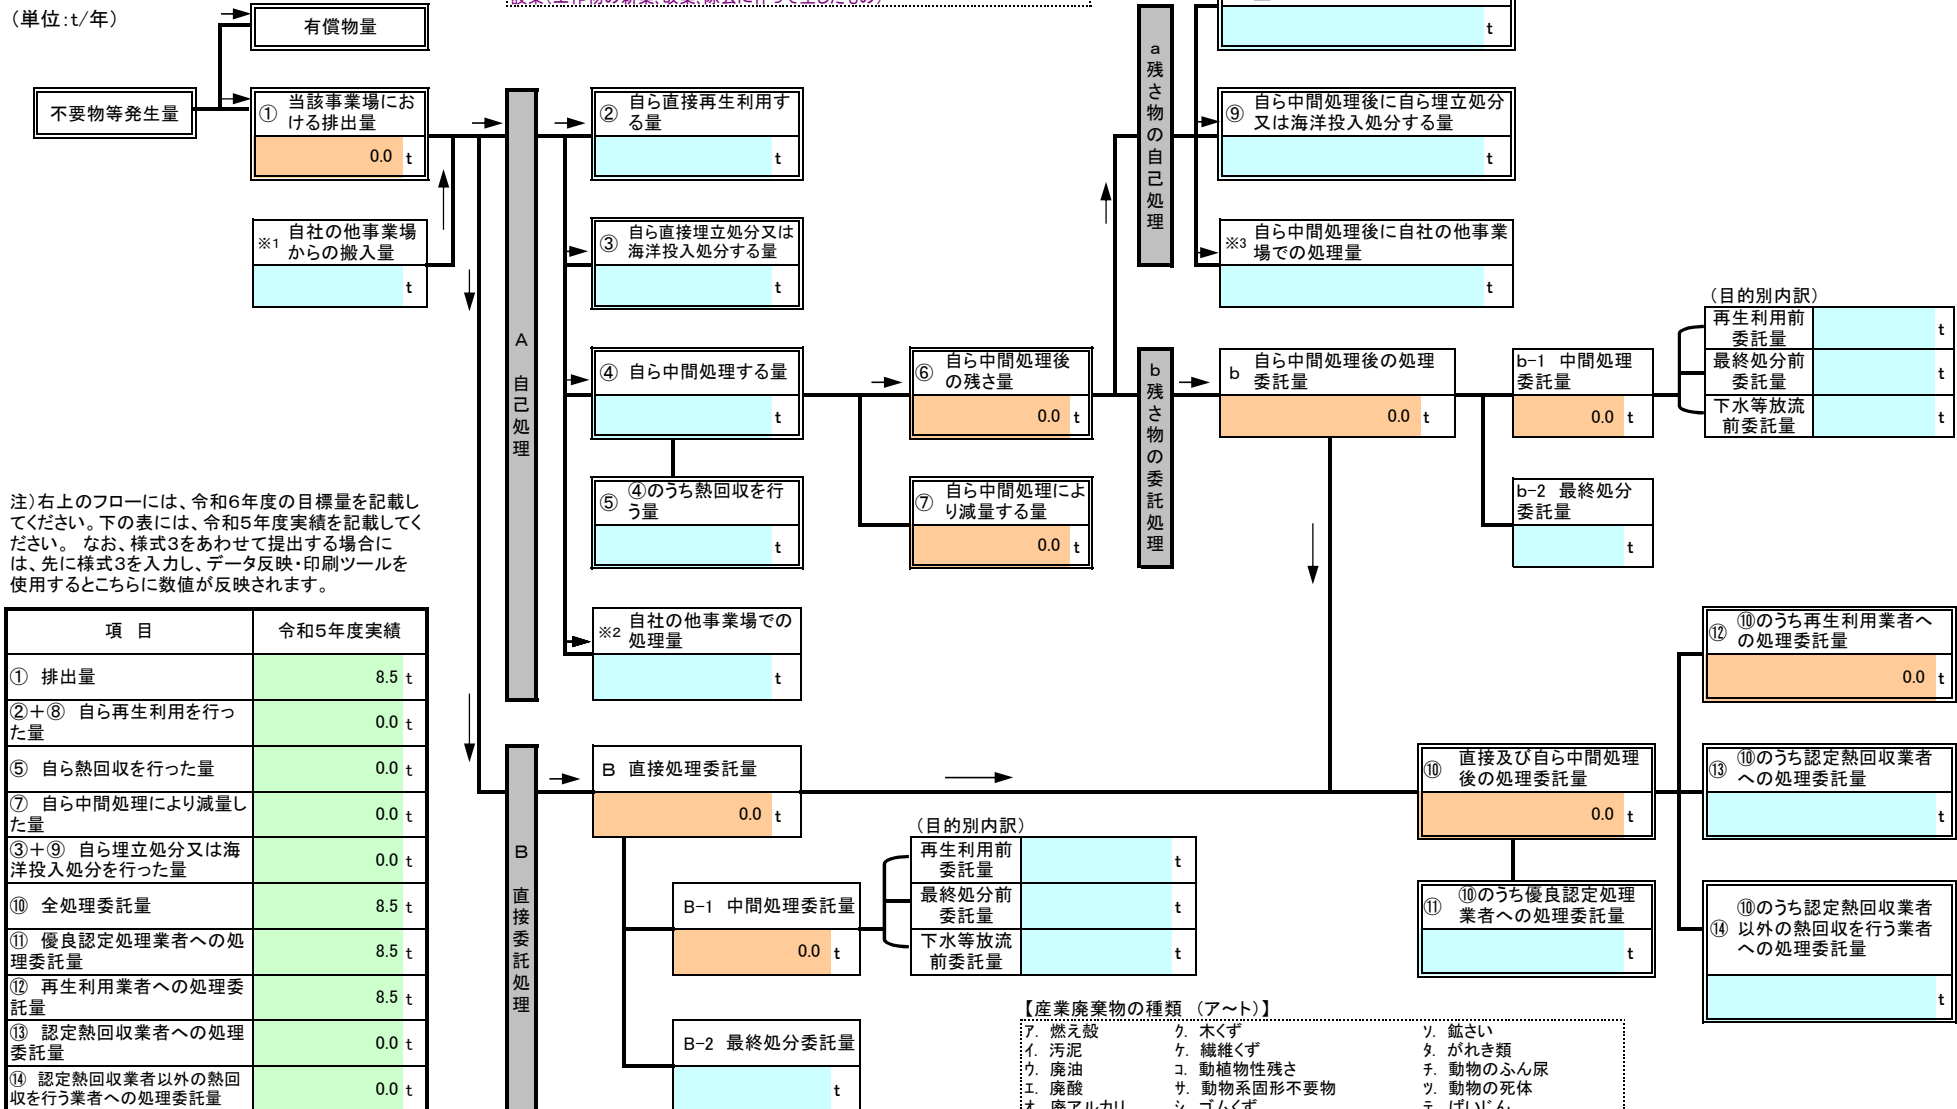 (単位:t/年)
有償物量
不要物等発生量
① 当該事業場にお
ける排出量
0.0 t
※1 自社の他事業場
からの搬入量
t
A 自己処理
② 自ら直接再生利用す
る量
t
③ 自ら直接埋立処分又は
海洋投入処分する量
t
④ 自ら中間処理する量
t
⑤ ④のうち熱回収を行
う量
t
※2 自社の他事業場での
処理量
t
⑥ 自ら中間処理後
の残さ量
0.0 t
⑦ 自ら中間処理によ
り減量する量
0.0 t
a 残さ物の自己処理
t
⑨ 自ら中間処理後に自ら埋立処分
又は海洋投入処分する量
t
※3 自ら中間処理後に自社の他事業
場での処理量
t
b 残さ物の委託処理
b 自ら中間処理後の処理
委託量
0.0 t
b-1 中間処理
委託量
0.0 t
(目的別内訳)
再生利用前
委託量
t
最終処分前
委託量
t
下水等放流
前委託量
t
b-2 最終処分
委託量
t
注)右上のフローには、令和6年度の目標量を記載し
てください。下の表には、令和5年度実績を記載してく
ださい。 なお、様式3をあわせて提出する場合に
は、先に様式3を入力し、データ反映・印刷ツールを
使用するとこちらに数値が反映されます。
項 目 令和5年度実績
① 排出量 8.5 t
②+⑧ 自ら再生利用を行っ
た量 0.0 t
⑤ 自ら熱回収を行った量 0.0 t
⑦ 自ら中間処理により減量し
た量 0.0 t
③+⑨ 自ら埋立処分又は海
洋投入処分を行った量 0.0 t
⑩ 全処理委託量 8.5 t
⑪ 優良認定処理業者への処
理委託量 8.5 t
⑫ 再生利用業者への処理委
託量 8.5 t
⑬ 認定熱回収業者への処理
委託量 0.0 t
⑭ 認定熱回収業者以外の熱回
収を行う業者への処理委託量 0.0 t
B 直接委託処理
B 直接処理委託量
0.0 t
B-1 中間処理委託量
0.0 t
(目的別内訳)
再生利用前
委託量
t
最終処分前
委託量
t
下水等放流
前委託量
t
B-2 最終処分委託量
t
⑩ 直接及び自ら中間処理
後の処理委託量
0.0 t
⑪ ⑩のうち優良認定処理
業者への処理委託量
t
⑫ ⑩のうち再生利用業者へ
の処理委託量
0.0 t
⑬ ⑩のうち認定熱回収業者
への処理委託量
t
⑭ ⑩のうち認定熱回収業者
以外の熱回収を行う業者
への処理委託量
t
【産業廃棄物の種類 (ア~ト)】
ア. 燃え殻 ク. 木くず ソ. 鉱さい
イ. 汚泥 ケ. 繊維くず タ. がれき類
ウ. 廃油 コ. 動植物性残さ チ. 動物のふん尿
エ. 廃酸 サ. 動物系固形不要物 ツ. 動物の死体
オ. 廃アルカリ シ. ゴムくず テ. ばいじん